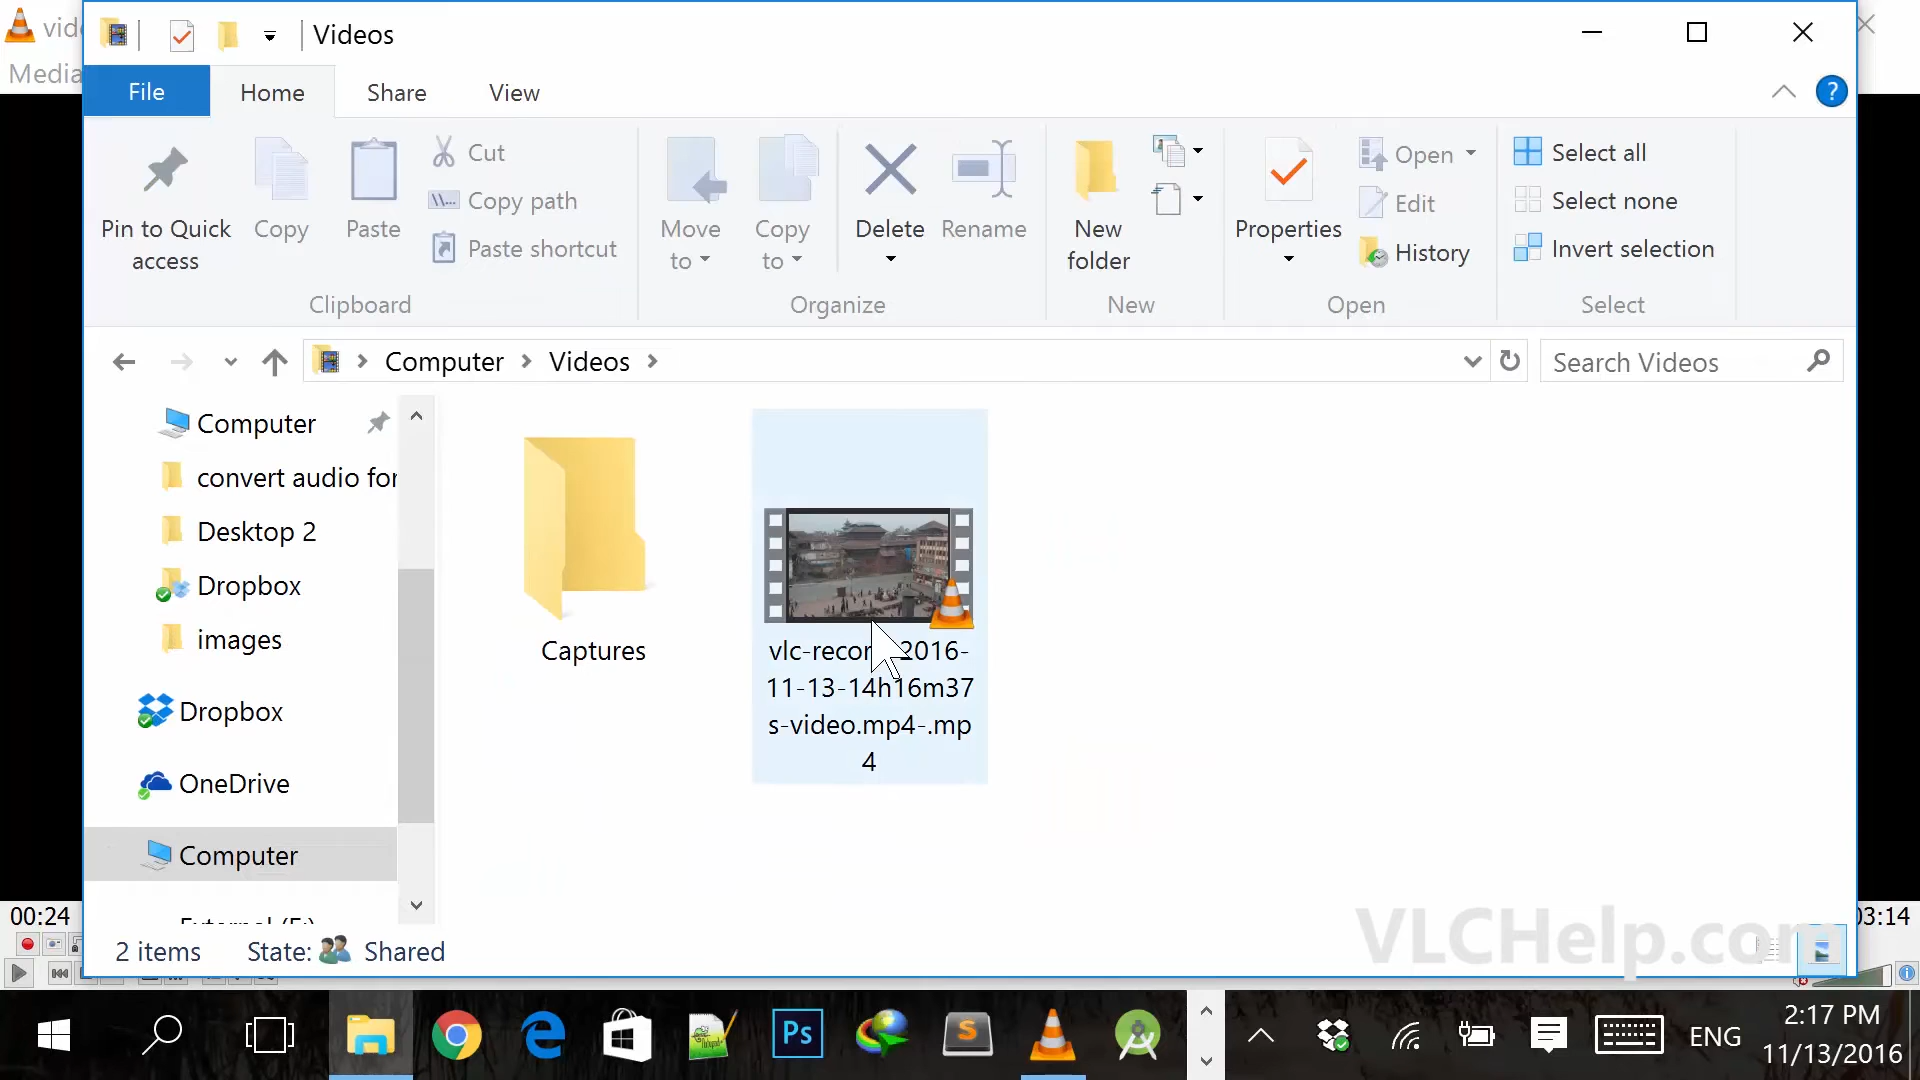 Videos
Media
File
Home
Share
View
?
Pin to Quick access
Copy
Paste
Cut
Copy path
Paste shortcut
Clipboard
Move to
Copy to
Delete
Rename
Organize
New folder
New
Properties
Open
Edit
History
Open
Select all
Select none
Invert selection
Select
Computer
Videos
Search Videos
Computer
convert audio for
Desktop 2
Dropbox
images
Dropbox
OneDrive
Computer
Captures
2016-
11-13-14h16m37
s-video.mp4-.mp
4
00:24
03:14
2 items
State:
Shared
VLCHelp.com
Ps
S
ENG
2:17 PM
11/13/2016